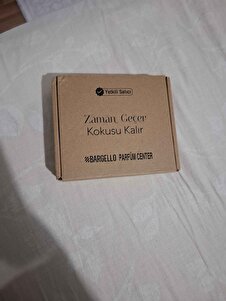 Yetkili Satıcı
Zaman Geçer
Kokusu Kalır
#BARGELLO PARFÜM CENTER